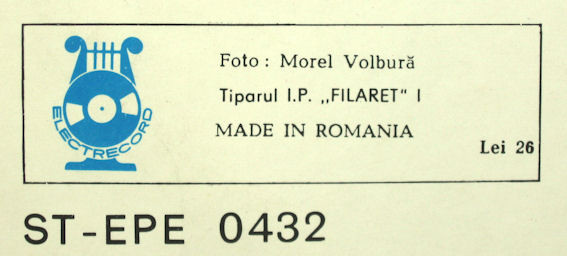 Foto : Morel Volbură
Tiparul I.P. „FILARET" I
MADE IN ROMANIA
Lei 26
ELECTRECORD
ST-EPE 0432